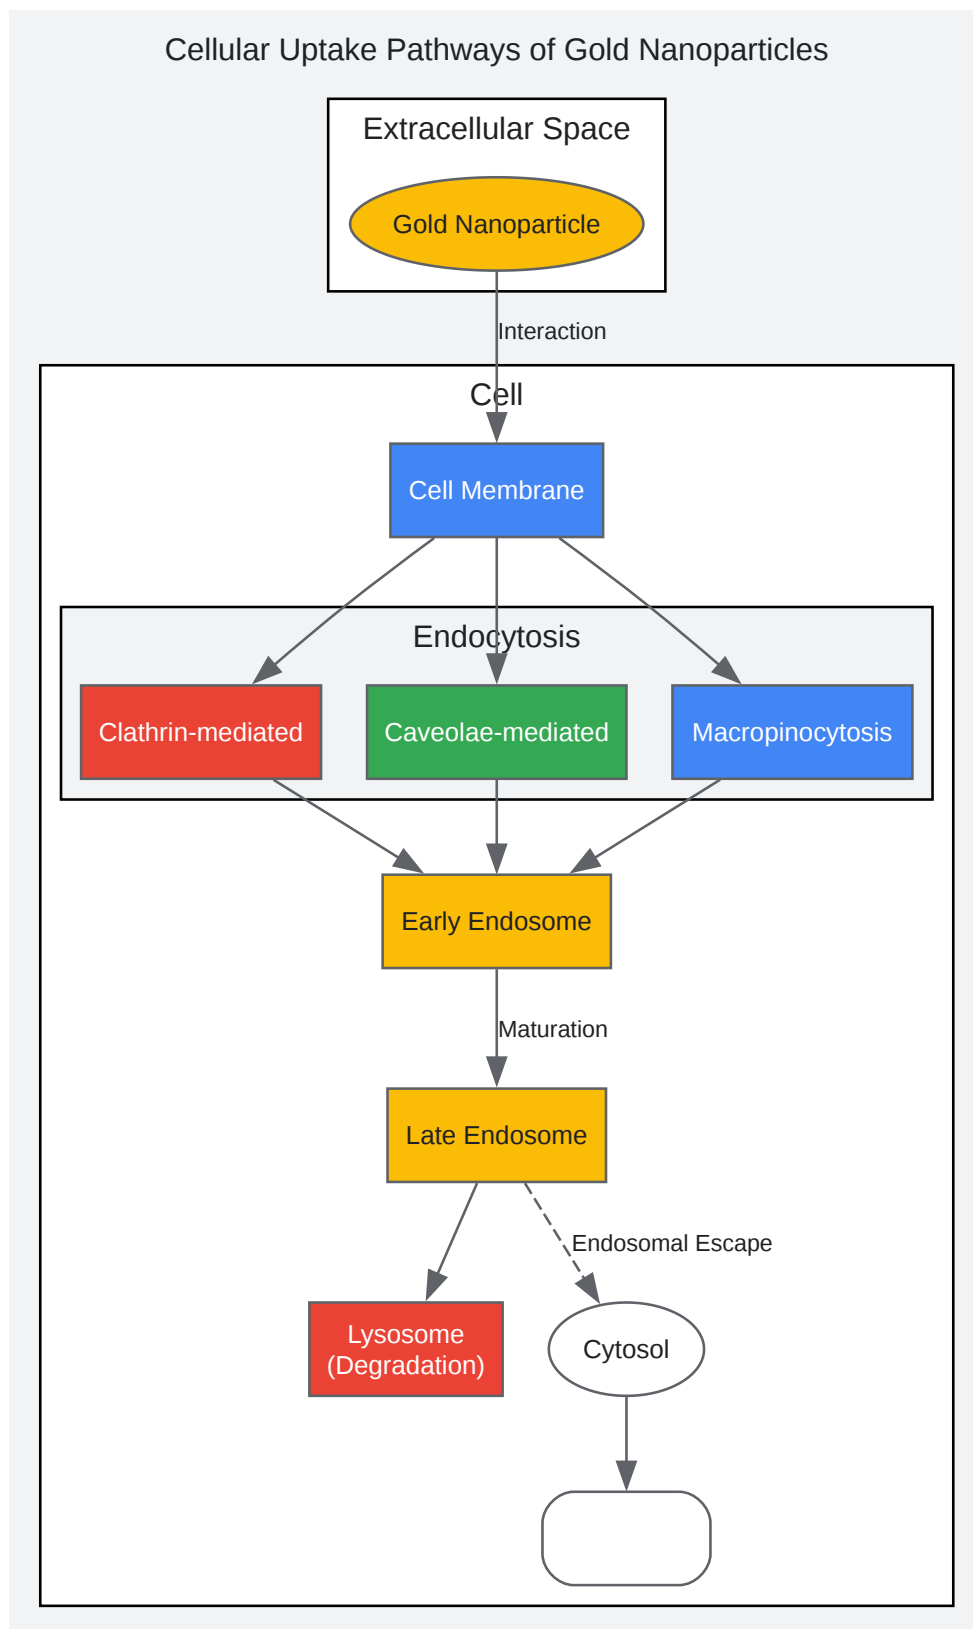 Cellular Uptake Pathways of Gold Nanoparticles
Extracellular Space
Gold Nanoparticle
Interaction
Cell
Cell Membrane
Endocytosis
Clathrin-mediated
Caveolae-mediated
Macropinocytosis
Early Endosome
Maturation
Late Endosome
Endosomal Escape
Lysosome
(Degradation)
Cytosol